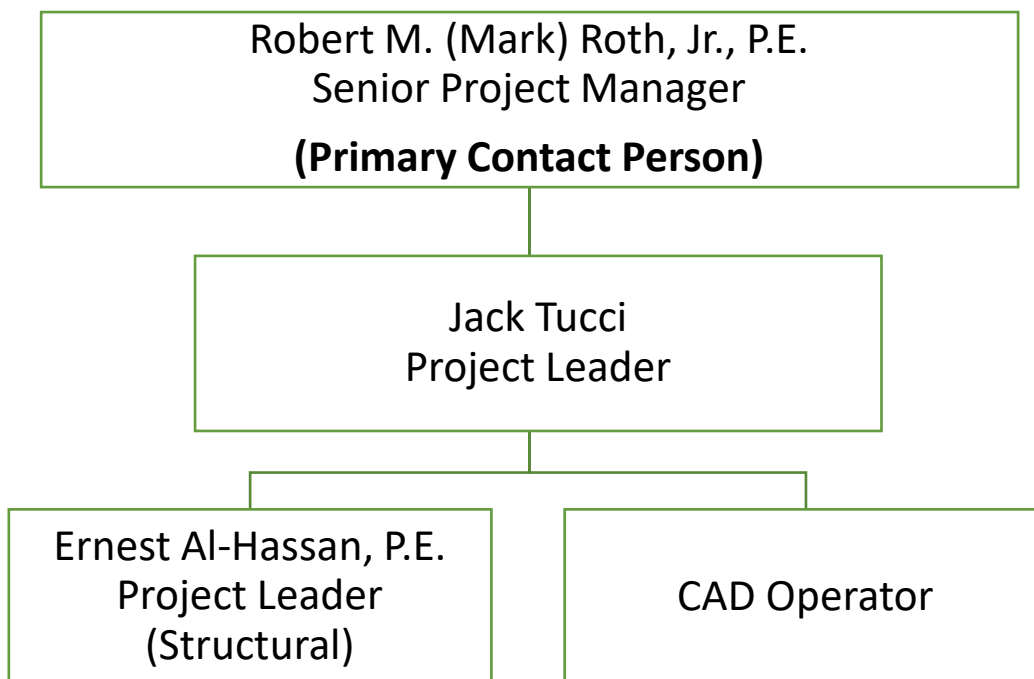 Robert M. (Mark) Roth, Jr., P.E.
Senior Project Manager
(Primary Contact Person)
Jack Tucci
Project Leader
Ernest Al-Hassan, P.E.
Project Leader
(Structural)
CAD Operator